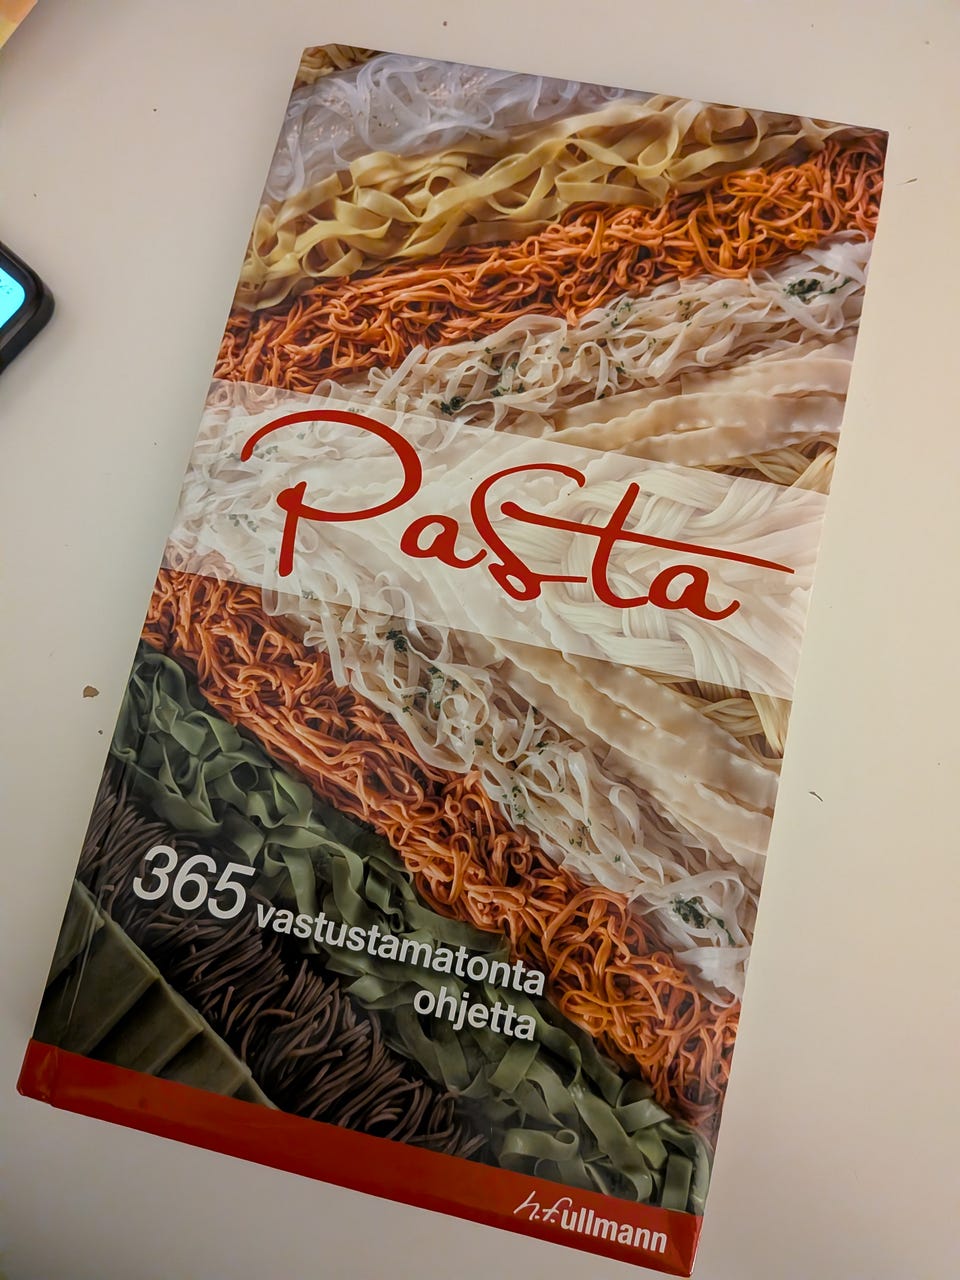 Pasta
365 vastustamatonta
ohjetta
h.f.ullmann